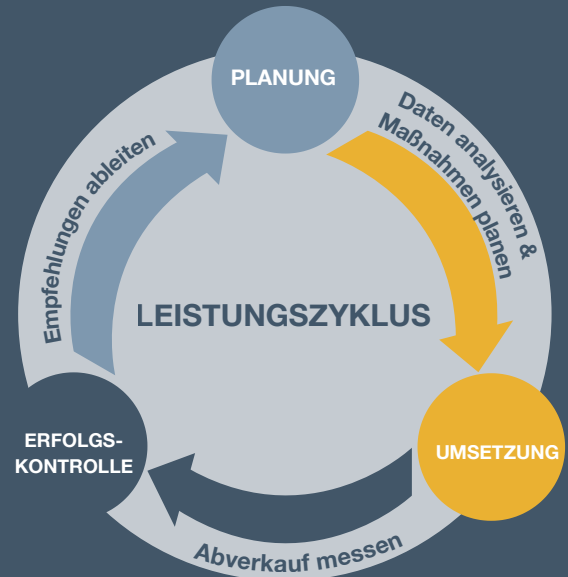 PLANUNG
Daten analysieren &
Maßnahmen planen
Empfehlungen ableiten
LEISTUNGSZYKLUS
ERFOLGS-
KONTROLLE
UMSETZUNG
Abverkauf messen